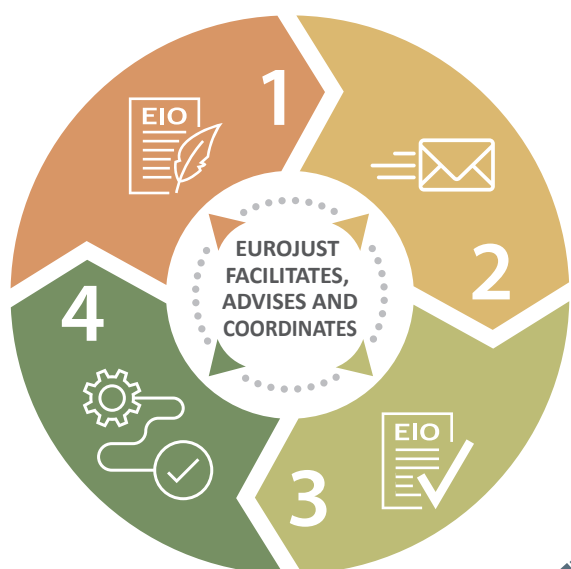 1
EIO
2
EUROJUST
FACILITATES,
ADVISES AND
COORDINATES
4
3
EIO